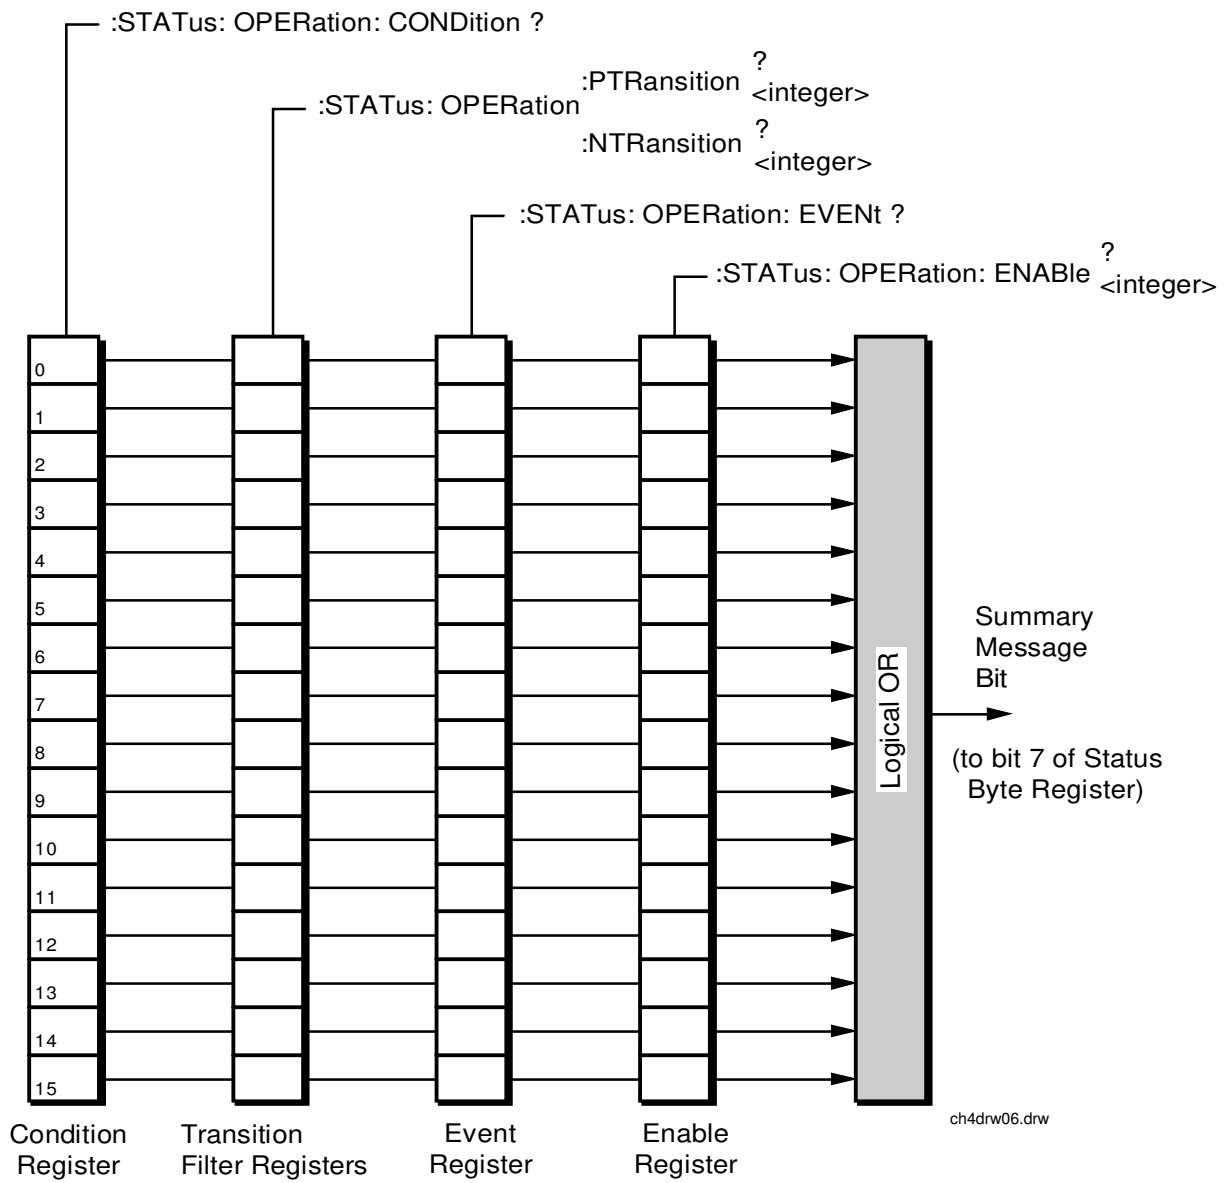 :STATus: OPERation: CONDition ?
:STATus: OPERation
:PTRansition ?
<integer>
:NTRansition ?
<integer>
:STATus: OPERation: EVENt ?
:STATus: OPERation: ENABle ?
<integer>
0
1
2
3
4
5
6
7
8
9
10
11
12
13
14
15
Logical OR
Summary
Message
Bit
(to bit 7 of Status
Byte Register)
ch4drw06.drw
Condition
Register
Transition
Filter Registers
Event
Register
Enable
Register